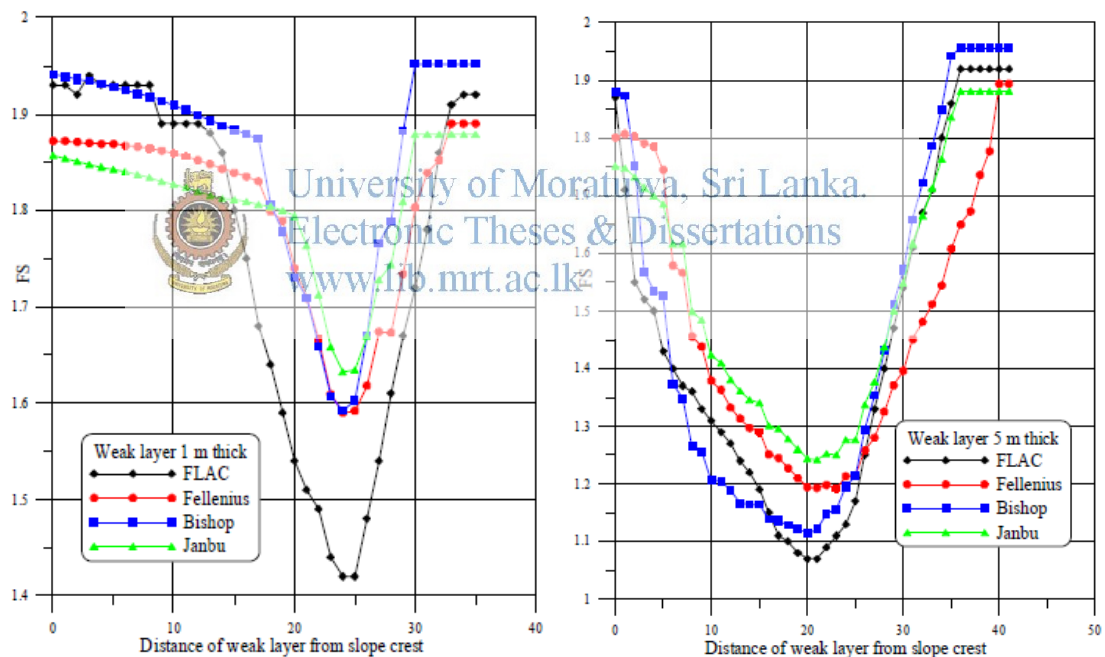 2
1.9
1.8
1.7
1.6
1.5
1.4
FS
0
10
20
30
40
Distance of weak layer from slope crest
Weak layer 1 m thick
FLAC
Fellenius
Bishop
Janbu
University of Moratuwa, Sri Lanka.
Electronic Theses & Dissertations
www.lib.mrt.ac.lk
2
1.9
1.8
1.7
1.6
1.5
1.4
1.3
1.2
1.1
1
FS
0
10
20
30
40
50
Distance of weak layer from slope crest
Weak layer 5 m thick
FLAC
Fellenius
Bishop
Janbu